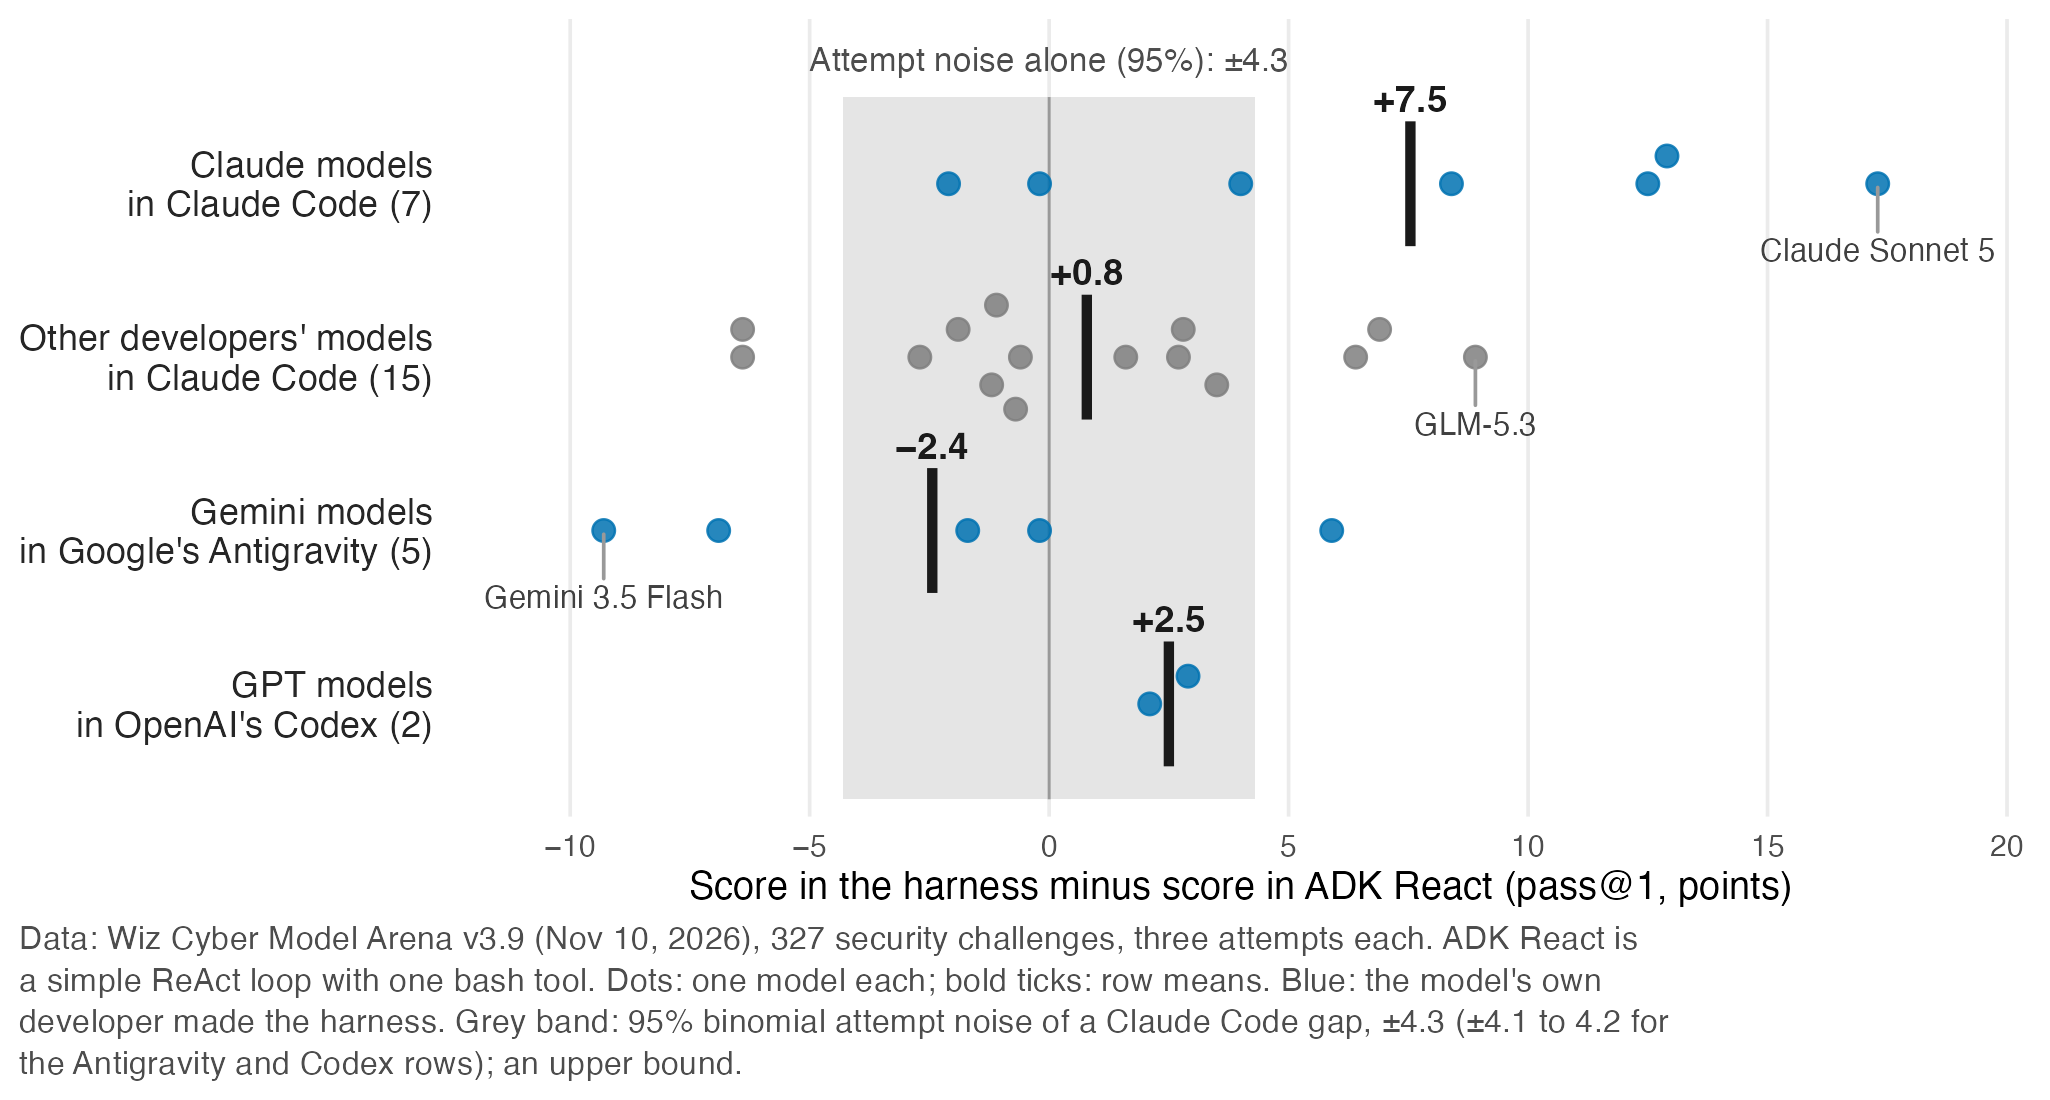 Attempt noise alone (95%): ±4.3
+7.5
Claude models
in Claude Code (7)
Claude Sonnet 5
+0.8
Other developers' models
in Claude Code (15)
GLM-5.3
−2.4
Gemini models
in Google's Antigravity (5)
Gemini 3.5 Flash
+2.5
GPT models
in OpenAI's Codex (2)
−10 −5 0 5 10 15 20
Score in the harness minus score in ADK React (pass@1, points)
Data: Wiz Cyber Model Arena v3.9 (Nov 10, 2026), 327 security challenges, three attempts each. ADK React is
a simple ReAct loop with one bash tool. Dots: one model each; bold ticks: row means. Blue: the model's own
developer made the harness. Grey band: 95% binomial attempt noise of a Claude Code gap, ±4.3 (±4.1 to 4.2 for
the Antigravity and Codex rows); an upper bound.